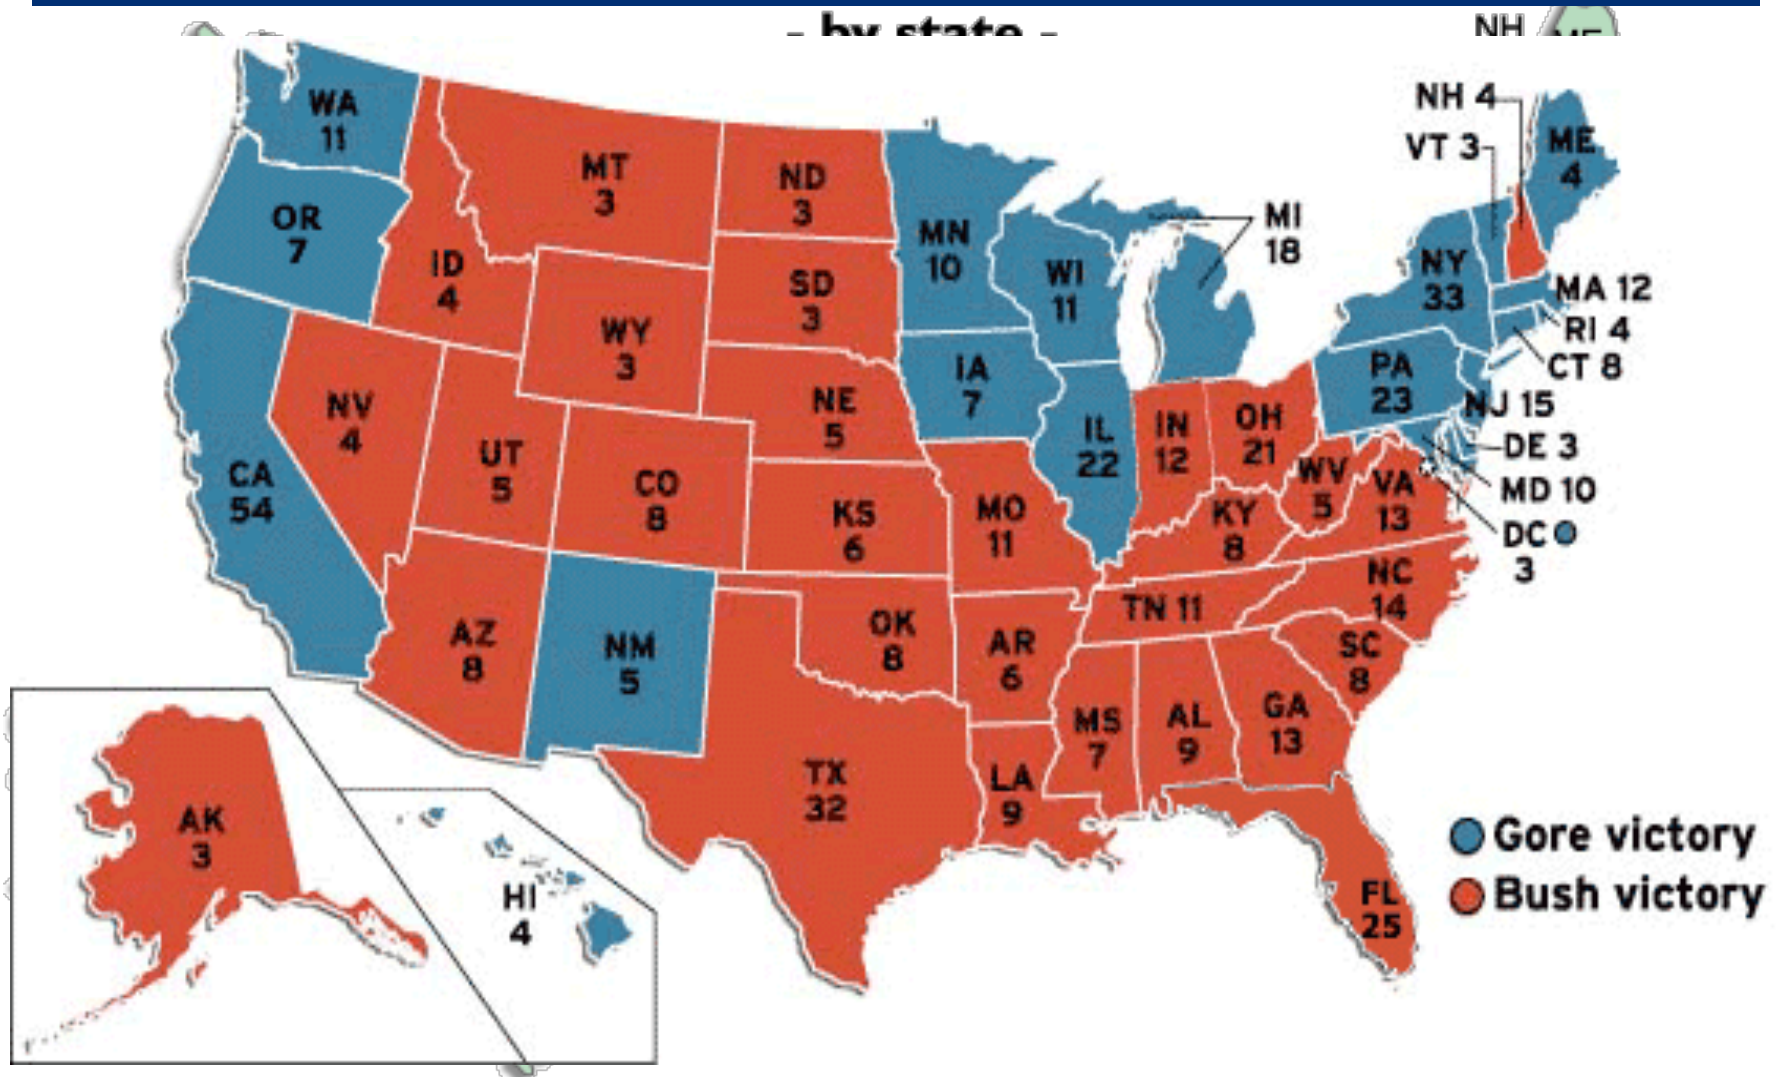 - by state -
NH
ME
WA
11
OR
7
CA
54
ID
4
NV
4
MT
3
WY
3
UT
5
CO
8
AZ
8
NM
5
ND
3
SD
3
NE
5
KS
6
OK
8
TX
32
MN
10
IA
7
MO
11
AR
6
LA
9
WI
11
IL
22
MI
18
IN
12
OH
21
KY
8
TN 11
MS
7
AL
9
GA
13
FL
25
SC
8
NC
14
VA
13
WV
5
PA
23
NY
33
VT 3
NH 4
ME
4
MA 12
RI 4
CT 8
NJ 15
DE 3
MD 10
DC
3
AK
3
HI
4
Gore victory
Bush victory